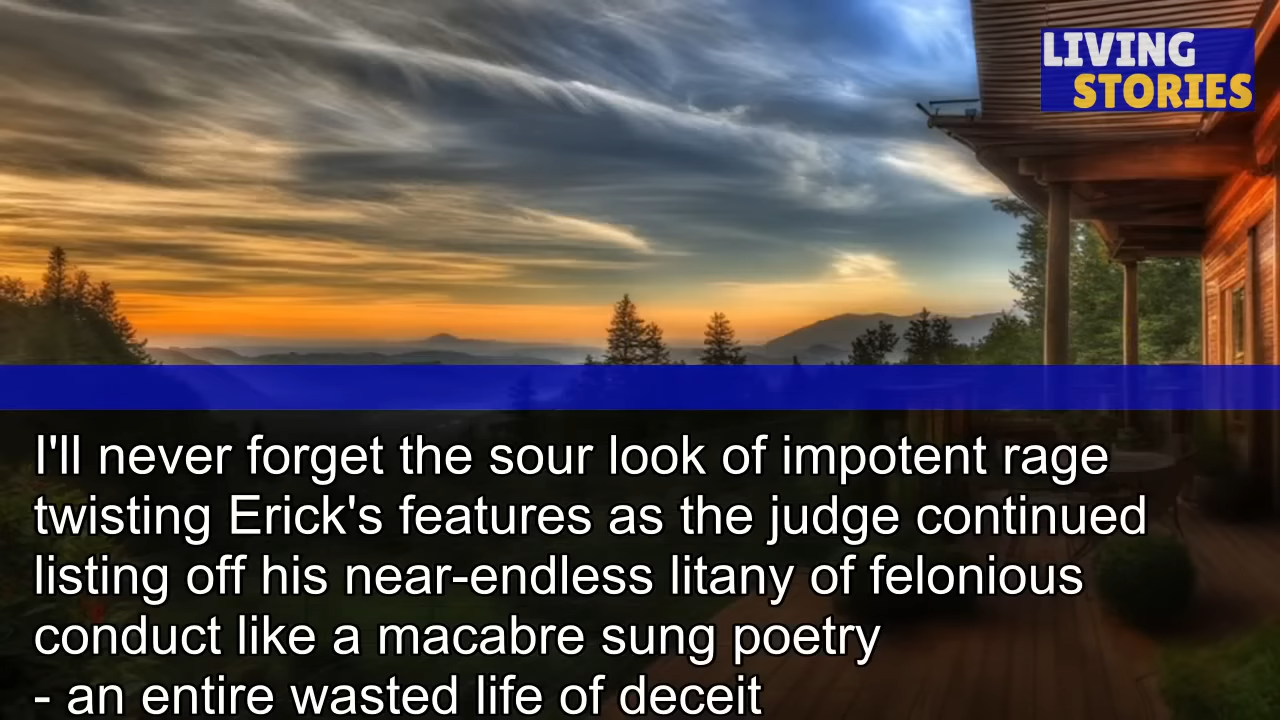 LIVING
STORIES
I'll never forget the sour look of impotent rage
twisting Erick's features as the judge continued
listing off his near-endless litany of felonious
conduct like a macabre sung poetry
- an entire wasted life of deceit